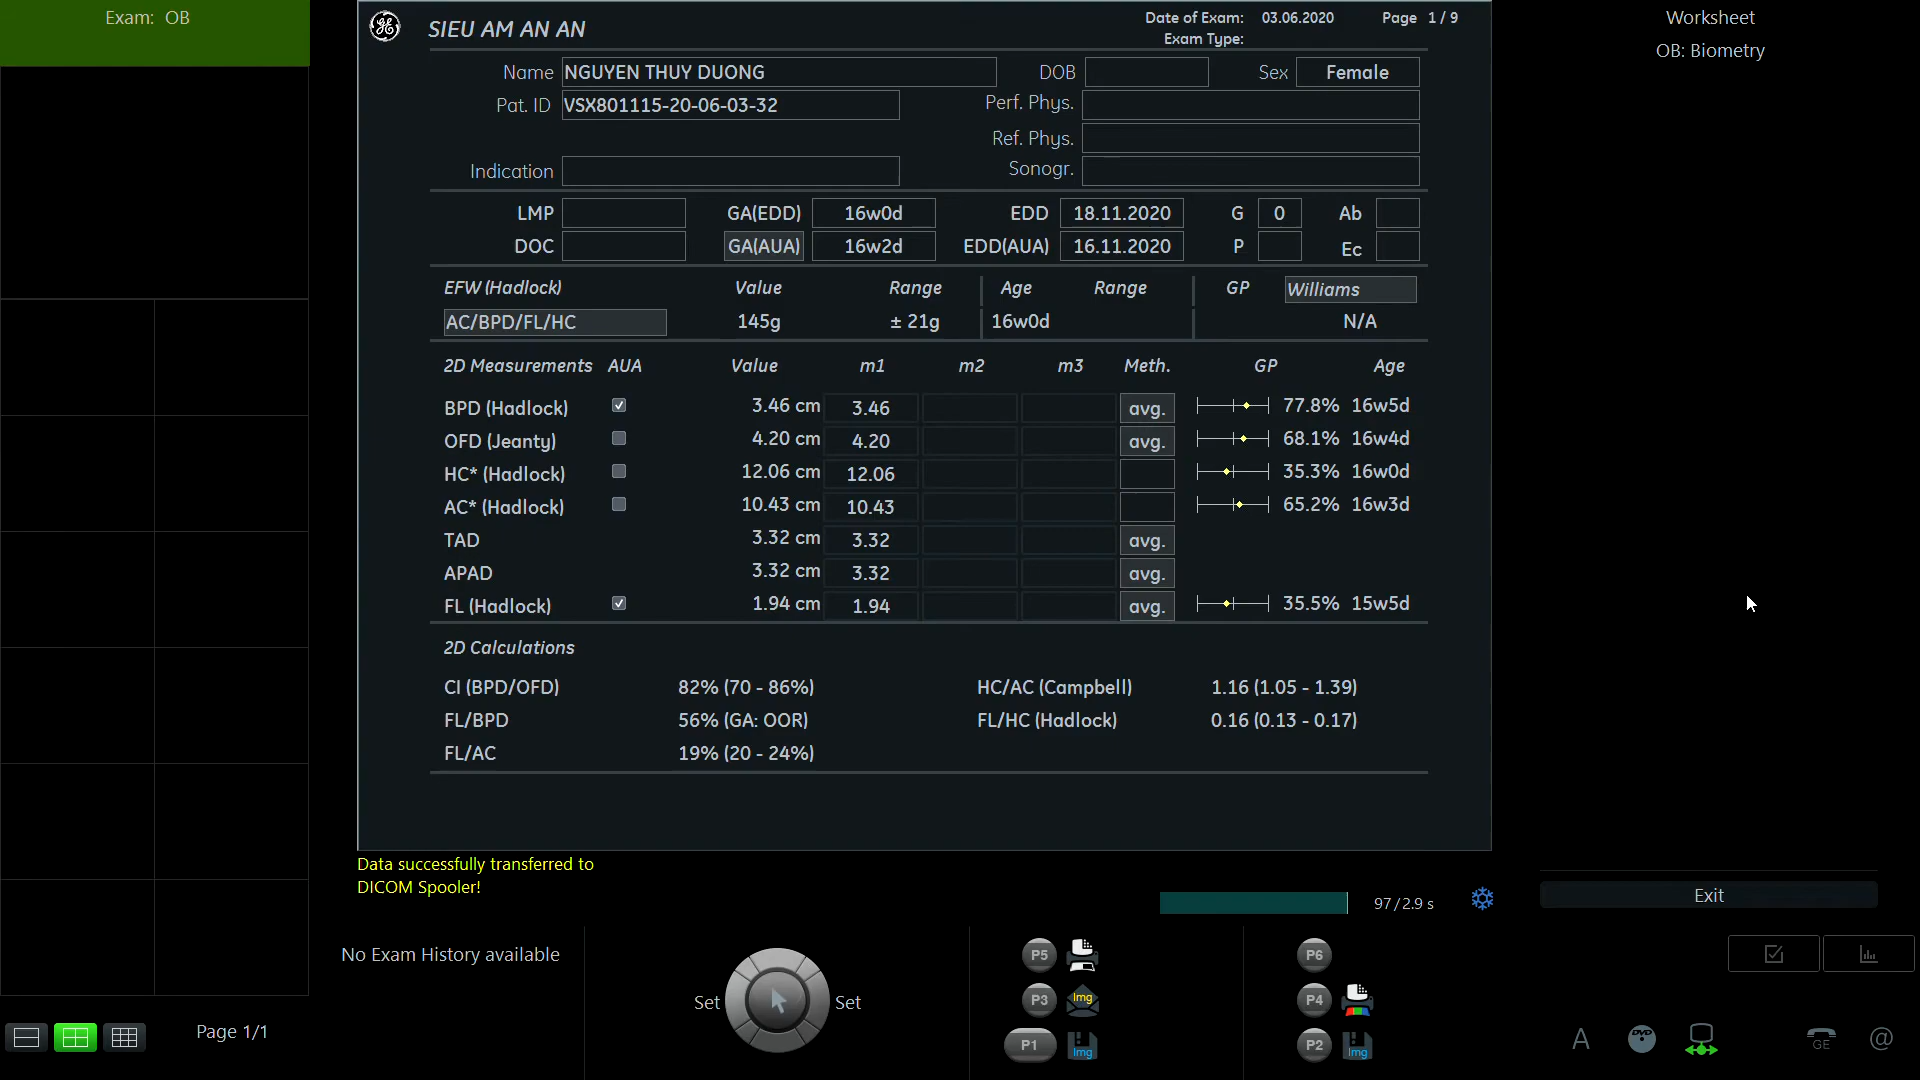 Exam: OB
SIEU AM AN AN
Date of Exam: 03.06.2020 Page 1 / 9
Exam Type:
Name NGUYEN THUY DUONG DOB Sex Female
Pat. ID VSX801115-20-06-03-32 Perf. Phys.
Ref. Phys.
Indication Sonogr.
LMP GA(EDD) 16w0d EDD 18.11.2020 G 0 Ab
DOC GA(AUA) 16w2d EDD(AUA) 16.11.2020 P Ec
EFW (Hadlock) Value Range Age Range GP Williams
AC/BPD/FL/HC 145g ± 21g 16w0d N/A
2D Measurements AUA Value m1 m2 m3 Meth. GP Age
BPD (Hadlock) 3.46 cm 3.46 avg. 77.8% 16w5d
OFD (Jeanty) 4.20 cm 4.20 avg. 68.1% 16w4d
HC* (Hadlock) 12.06 cm 12.06 35.3% 16w0d
AC* (Hadlock) 10.43 cm 10.43 65.2% 16w3d
TAD 3.32 cm 3.32 avg.
APAD 3.32 cm 3.32 avg.
FL (Hadlock) 1.94 cm 1.94 avg. 35.5% 15w5d
2D Calculations
CI (BPD/OFD) 82% (70 - 86%) HC/AC (Campbell) 1.16 (1.05 - 1.39)
FL/BPD 56% (GA: OOR) FL/HC (Hadlock) 0.16 (0.13 - 0.17)
FL/AC 19% (20 - 24%)
Worksheet
OB: Biometry
Data successfully transferred to
DICOM Spooler!
97 / 2.9 s
Exit
No Exam History available
Set Set
P5
P3 Img
P1 Img
P6
P4
P2 Img
Page 1/1
A DVD GE @